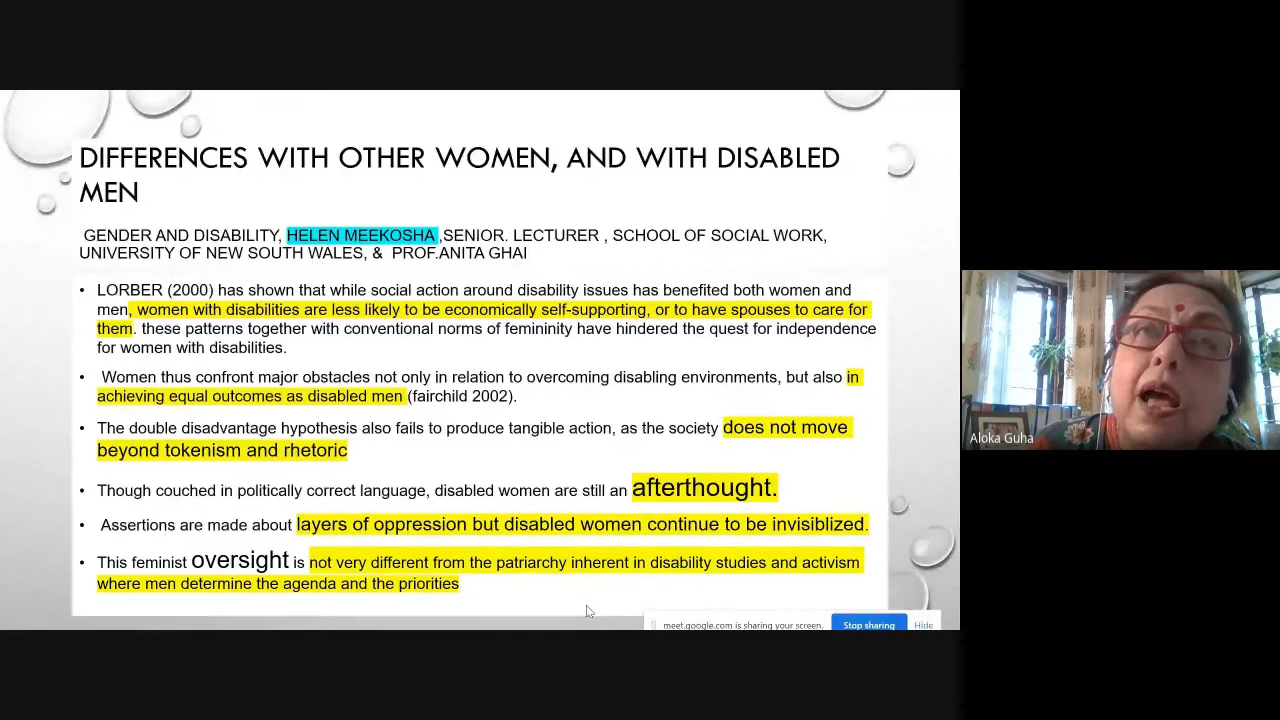 DIFFERENCES WITH OTHER WOMEN, AND WITH DISABLED
MEN
GENDER AND DISABILITY, HELEN MEEKOSHA ,SENIOR. LECTURER , SCHOOL OF SOCIAL WORK,
UNIVERSITY OF NEW SOUTH WALES, & PROF.ANITA GHAI
• LORBER (2000) has shown that while social action around disability issues has benefited both women and
men, women with disabilities are less likely to be economically self-supporting, or to have spouses to care for
them. these patterns together with conventional norms of femininity have hindered the quest for independence
for women with disabilities.
• Women thus confront major obstacles not only in relation to overcoming disabling environments, but also in
achieving equal outcomes as disabled men (fairchild 2002).
• The double disadvantage hypothesis also fails to produce tangible action, as the society does not move
beyond tokenism and rhetoric
• Though couched in politically correct language, disabled women are still an afterthought.
• Assertions are made about layers of oppression but disabled women continue to be invisiblized.
• This feminist oversight is not very different from the patriarchy inherent in disability studies and activism
where men determine the agenda and the priorities
meet.google.com is sharing your screen. Stop sharing Hide
Aloka Guha